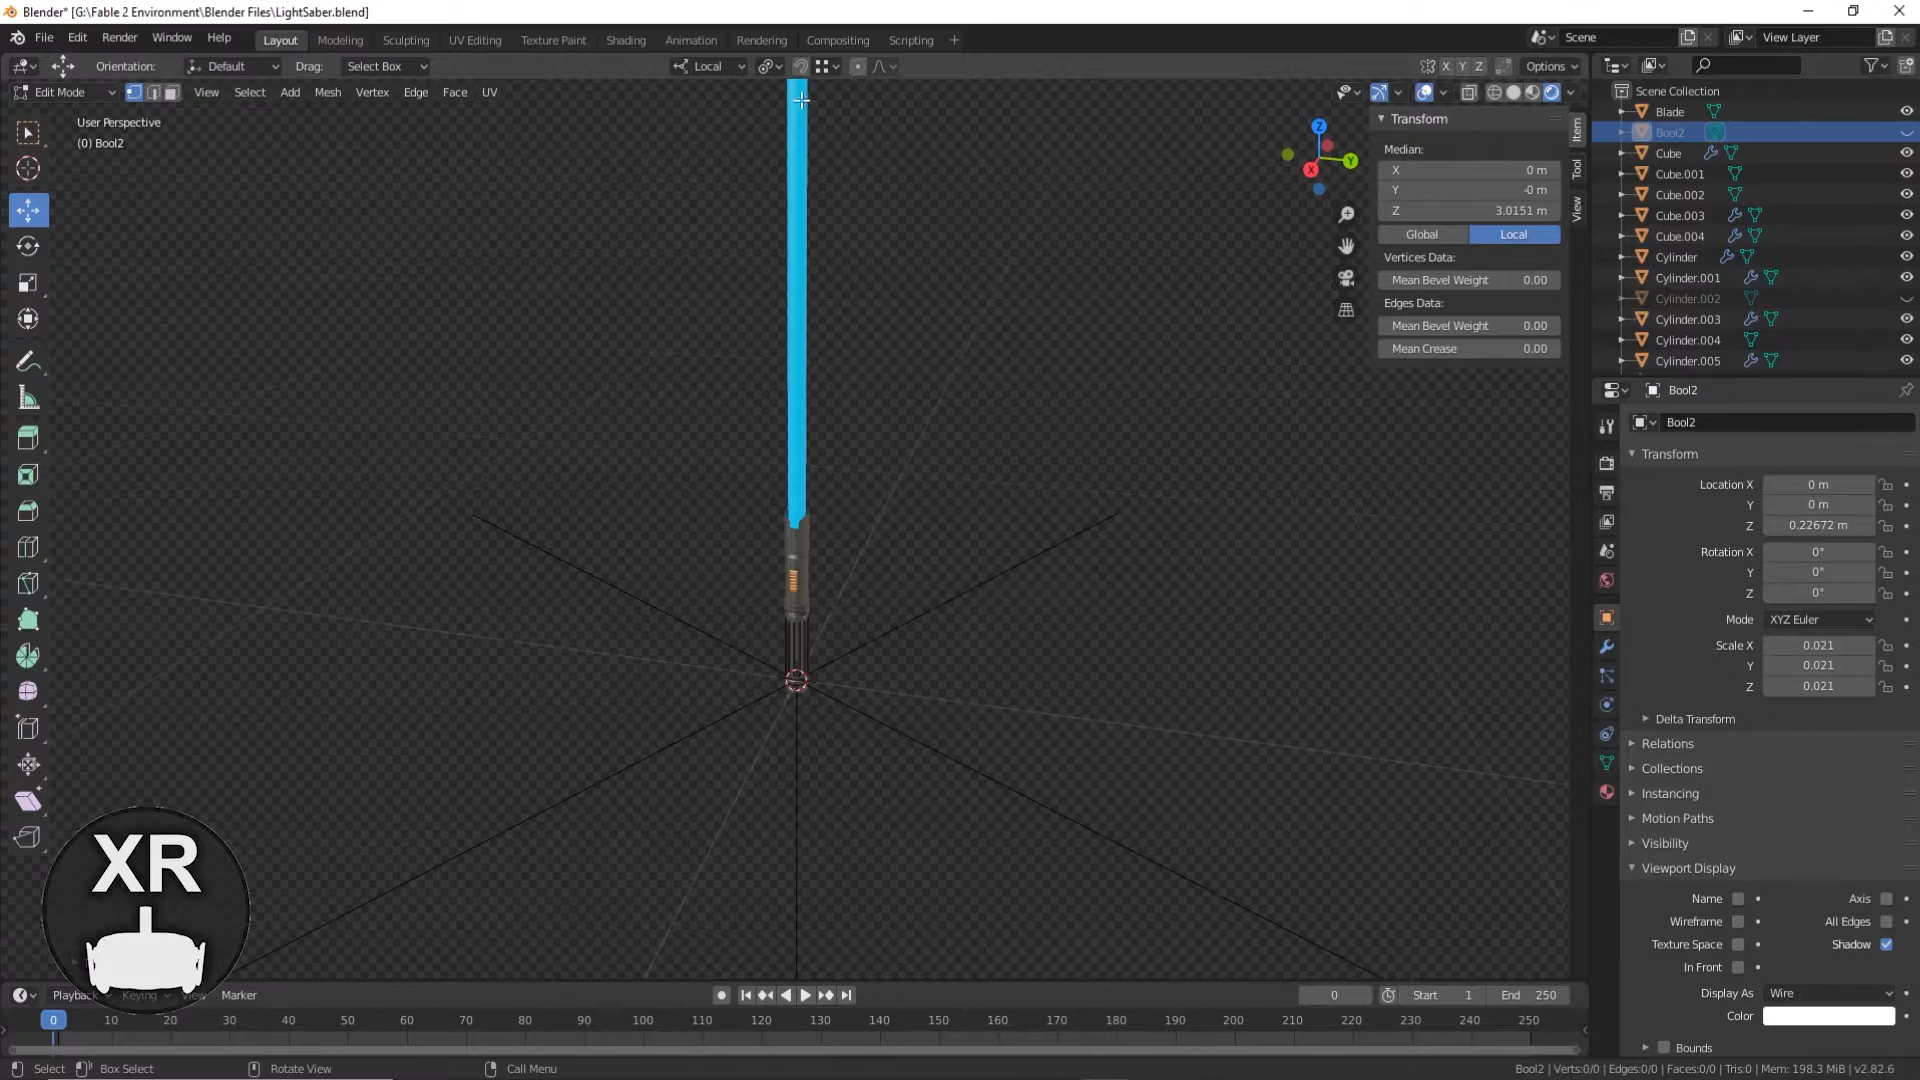 Blender* [G:\Fable 2 Environment\Blender Files\LightSaber.blend]
File Edit Render Window Help Layout Modeling Sculpting UV Editing Texture Paint Shading Animation Rendering Compositing Scripting + Scene View Layer
Orientation: Default Drag: Select Box Local X Y Z Options
Edit Mode View Select Add Mesh Vertex Edge Face UV
User Perspective
(0) Bool2
Z
Y
X
Transform
Median:
X 0 m
Y -0 m
Z 3.0151 m
Global Local
Vertices Data:
Mean Bevel Weight 0.00
Edges Data:
Mean Bevel Weight 0.00
Mean Crease 0.00
Item
Tool
View
Scene Collection
Blade
Bool2
Cube
Cube.001
Cube.002
Cube.003
Cube.004
Cylinder
Cylinder.001
Cylinder.002
Cylinder.003
Cylinder.004
Cylinder.005
Bool2
Bool2
Transform
Location X 0 m
Y 0 m
Z 0.22672 m
Rotation X 0°
Y 0°
Z 0°
Mode XYZ Euler
Scale X 0.021
Y 0.021
Z 0.021
Delta Transform
Relations
Collections
Instancing
Motion Paths
Visibility
Viewport Display
Name Axis
Wireframe All Edges
Texture Space Shadow
In Front
Display As Wire
Color
Bounds
XR
Playback Keying View Marker 0 Start 1 End 250
0 10 20 30 40 50 60 70 80 90 100 110 120 130 140 150 160 170 180 190 200 210 220 230 240 250
Select Box Select Rotate View Call Menu Bool2 | Verts:0/0 | Edges:0/0 | Faces:0/0 | Tris:0 | Mem: 198.3 MiB | v2.82.6